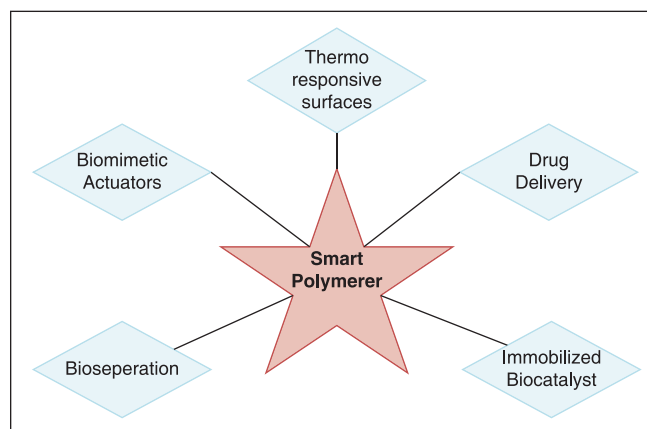 Thermo
responsive
surfaces
Biomimetic
Actuators
Drug
Delivery
Smart
Polymerer
Bioseperation
Immobilized
Biocatalyst